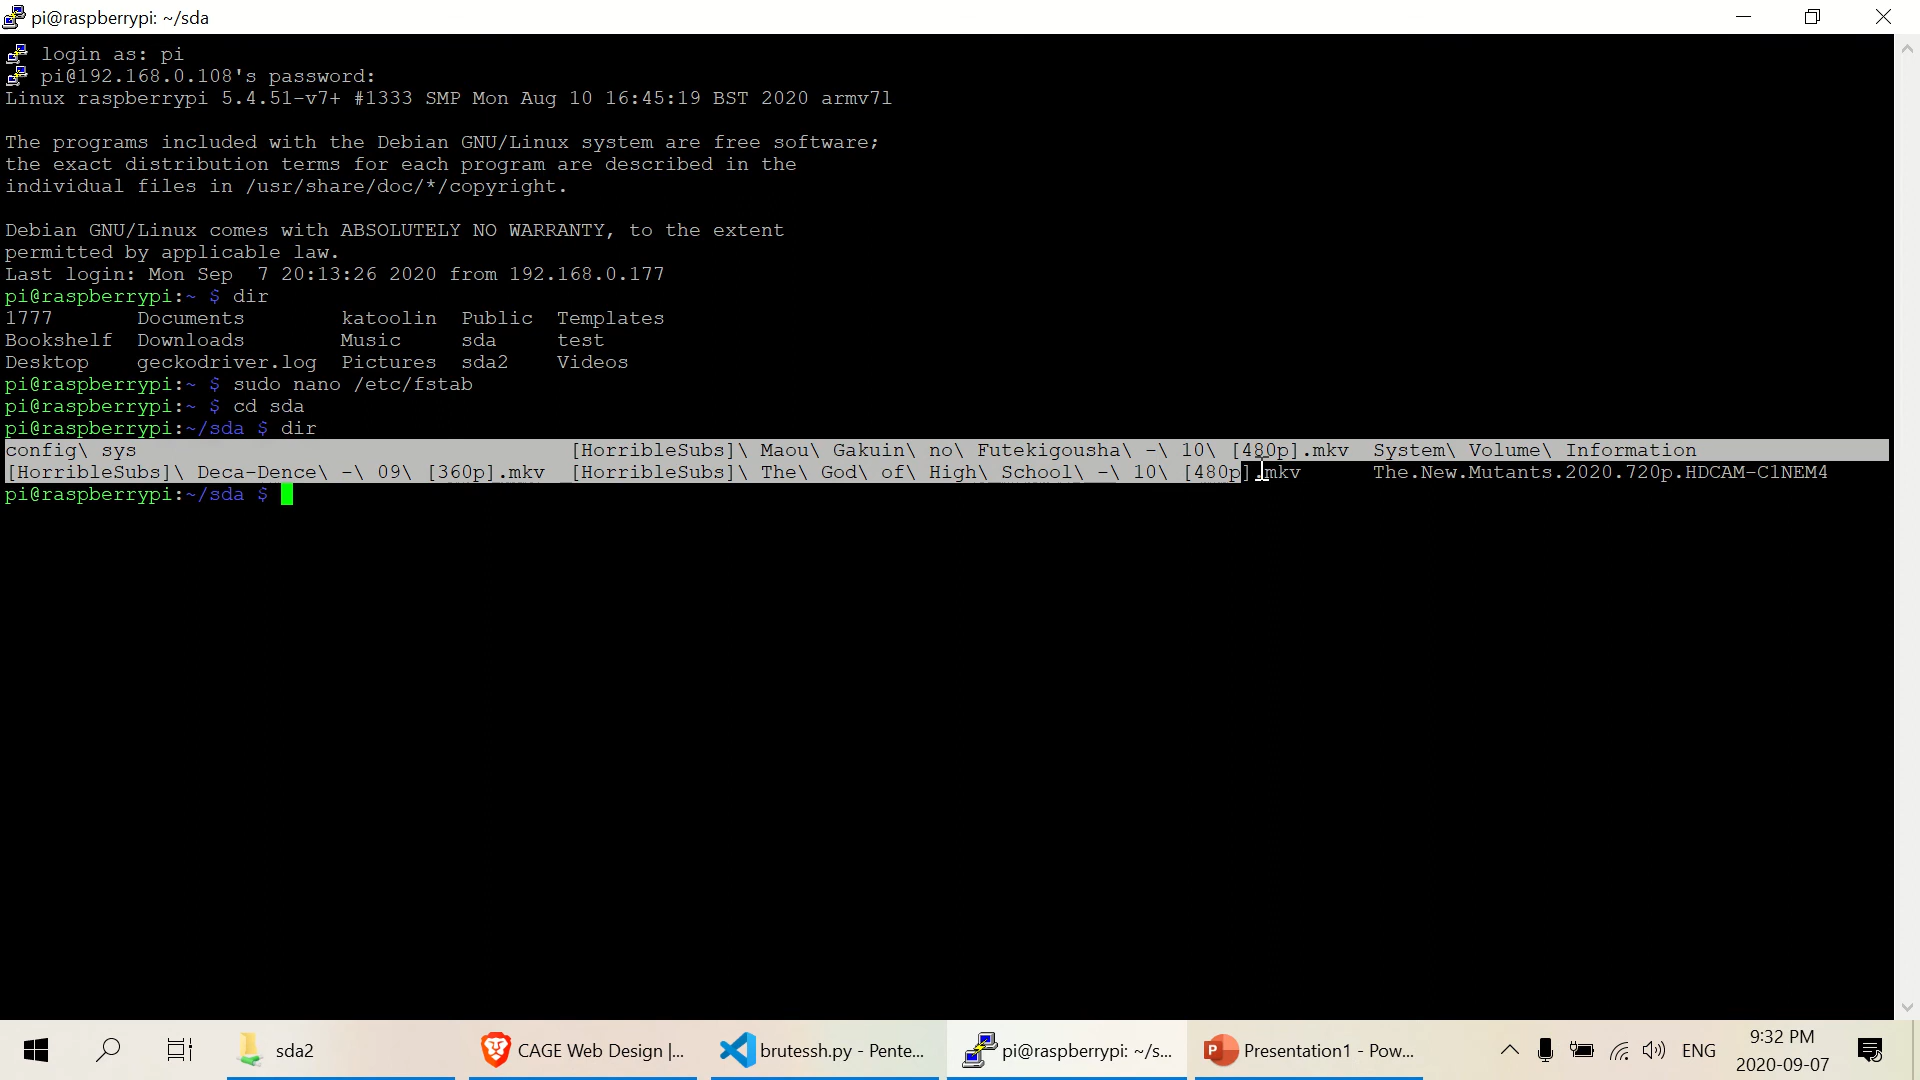 pi@raspberrypi: ~/sda
login as: pi
pi@192.168.0.108's password:
Linux raspberrypi 5.4.51-v7+ #1333 SMP Mon Aug 10 16:45:19 BST 2020 armv7l
The programs included with the Debian GNU/Linux system are free software;
the exact distribution terms for each program are described in the
individual files in /usr/share/doc/*/copyright.
Debian GNU/Linux comes with ABSOLUTELY NO WARRANTY, to the extent
permitted by applicable law.
Last login: Mon Sep  7 20:13:26 2020 from 192.168.0.177
pi@raspberrypi:~ $ dir
1777       Documents        katoolin  Public  Templates
Bookshelf  Downloads        Music     sda     test
Desktop    geckodriver.log  Pictures  sda2    Videos
pi@raspberrypi:~ $ sudo nano /etc/fstab
pi@raspberrypi:~ $ cd sda
pi@raspberrypi:~/sda $ dir
config\ sys                                    [HorribleSubs]\ Maou\ Gakuin\ no\ Futekigousha\ -\ 10\ [480p].mkv  System\ Volume\ Information
[HorribleSubs]\ Deca-Dence\ -\ 09\ [360p].mkv  [HorribleSubs]\ The\ God\ of\ High\ School\ -\ 10\ [480p].mkv      The.New.Mutants.2020.720p.HDCAM-C1NEM4
pi@raspberrypi:~/sda $
sda2 CAGE Web Design |... brutessh.py - Pente... pi@raspberrypi: ~/s... Presentation1 - Pow... ENG 9:32 PM
2020-09-07